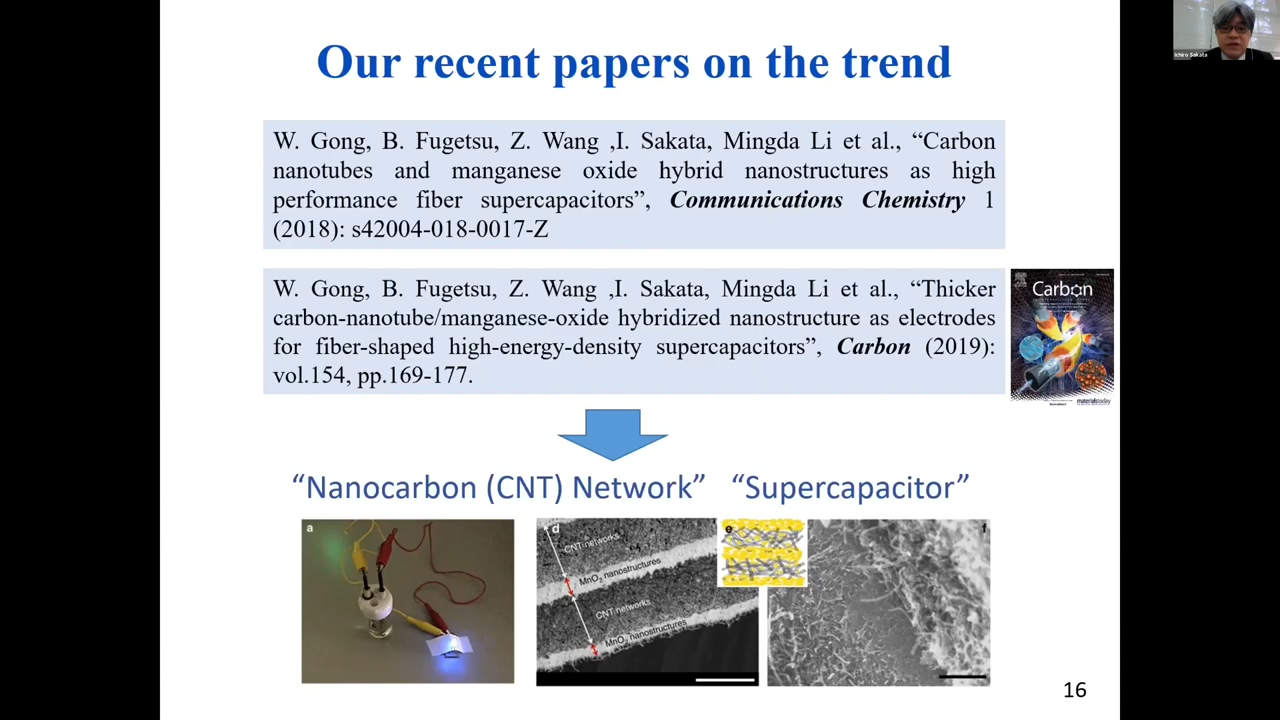 Our recent papers on the trend
Ichiro Sakata
W. Gong, B. Fugetsu, Z. Wang ,I. Sakata, Mingda Li et al., “Carbon
nanotubes and manganese oxide hybrid nanostructures as high
performance fiber supercapacitors”, Communications Chemistry 1
(2018): s42004-018-0017-Z
W. Gong, B. Fugetsu, Z. Wang ,I. Sakata, Mingda Li et al., “Thicker
carbon-nanotube/manganese-oxide hybridized nanostructure as electrodes
for fiber-shaped high-energy-density supercapacitors”, Carbon (2019):
vol.154, pp.169-177.
Carbon
materialstoday
“Nanocarbon (CNT) Network” “Supercapacitor”
a
d
CNT networks
MnO2 nanostructures
CNT networks
MnO2 nanostructures
e
f
16